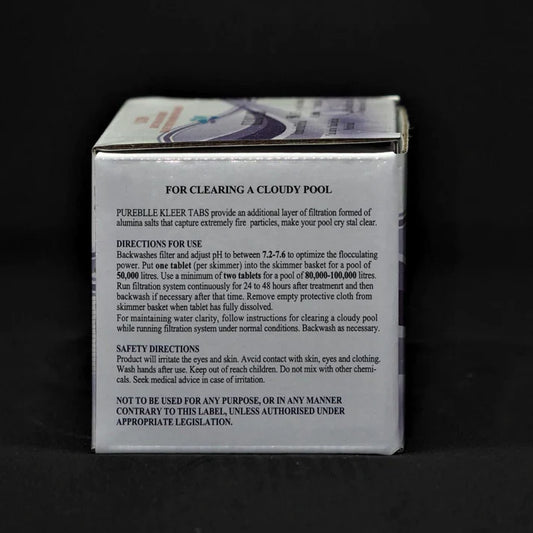 FOR CLEARING A CLOUDY POOL
PUREBLLE KLEER TABS provide an additional layer of filtration formed of
alumina salts that capture extremely fire particles, make your pool cry stal clear.
DIRECTIONS FOR USE
Backwashes filter and adjust pH to between 7.2-7.6 to optimize the flocculating
power. Put one tablet (per skimmer) into the skimmer basket for a pool of
50,000 litres. Use a minimum of two tablets for a pool of 80,000-100,000 litres.
Run filtration system continuously for 24 to 48 hours after treatmenrt and then
backwash if necessary after that time. Remove empty protective cloth from
skimmer basket when tablet has fully dissolved.
For maintaining water clarity, follow instructions for clearing a cloudy pool
while running filtration system under normal conditions. Backwash as necessary.
SAFETY DIRECTIONS
Product will irritate the eyes and skin. Avcid contact with skin, eyes and clothing.
Wash hands after use. Keep out of reach children. Do not mix with other chemi-
cals. Seek medical advice in case of irritation.
NOT TO BE USED FOR ANY PURPOSE, OR IN ANY MANNER
CONTRARY TO THIS LABEL, UNLESS AUTHORISED UNDER
APPROPRIATE LEGISLATION.